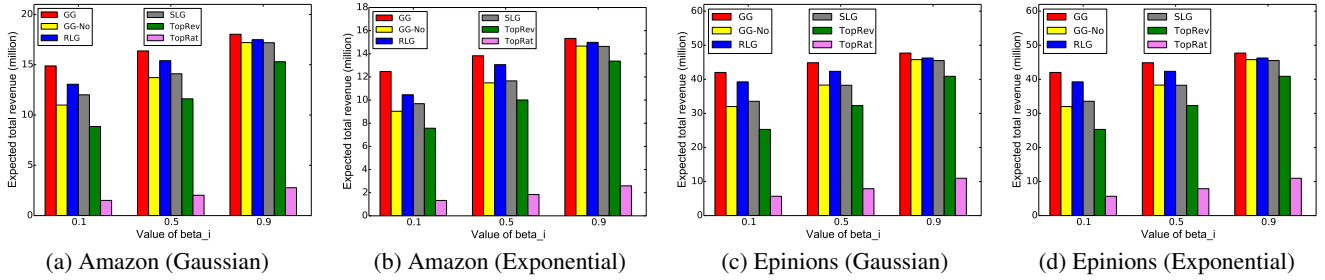 Expected total revenue (million)
20
15
10
5
0
GG
GG-No
RLG
SLG
TopRev
TopRat
0.1
0.5
0.9
Value of beta_i
(a) Amazon (Gaussian)
Expected total revenue (million)
18
16
14
12
10
8
6
4
2
0
GG
GG-No
RLG
SLG
TopRev
TopRat
0.1
0.5
0.9
Value of beta_i
(b) Amazon (Exponential)
Expected total revenue (million)
60
50
40
30
20
10
0
GG
GG-No
RLG
SLG
TopRev
TopRat
0.1
0.5
0.9
Value of beta_i
(c) Epinions (Gaussian)
Expected total revenue (million)
60
50
40
30
20
10
0
GG
GG-No
RLG
SLG
TopRev
TopRat
0.1
0.5
0.9
Value of beta_i
(d) Epinions (Exponential)